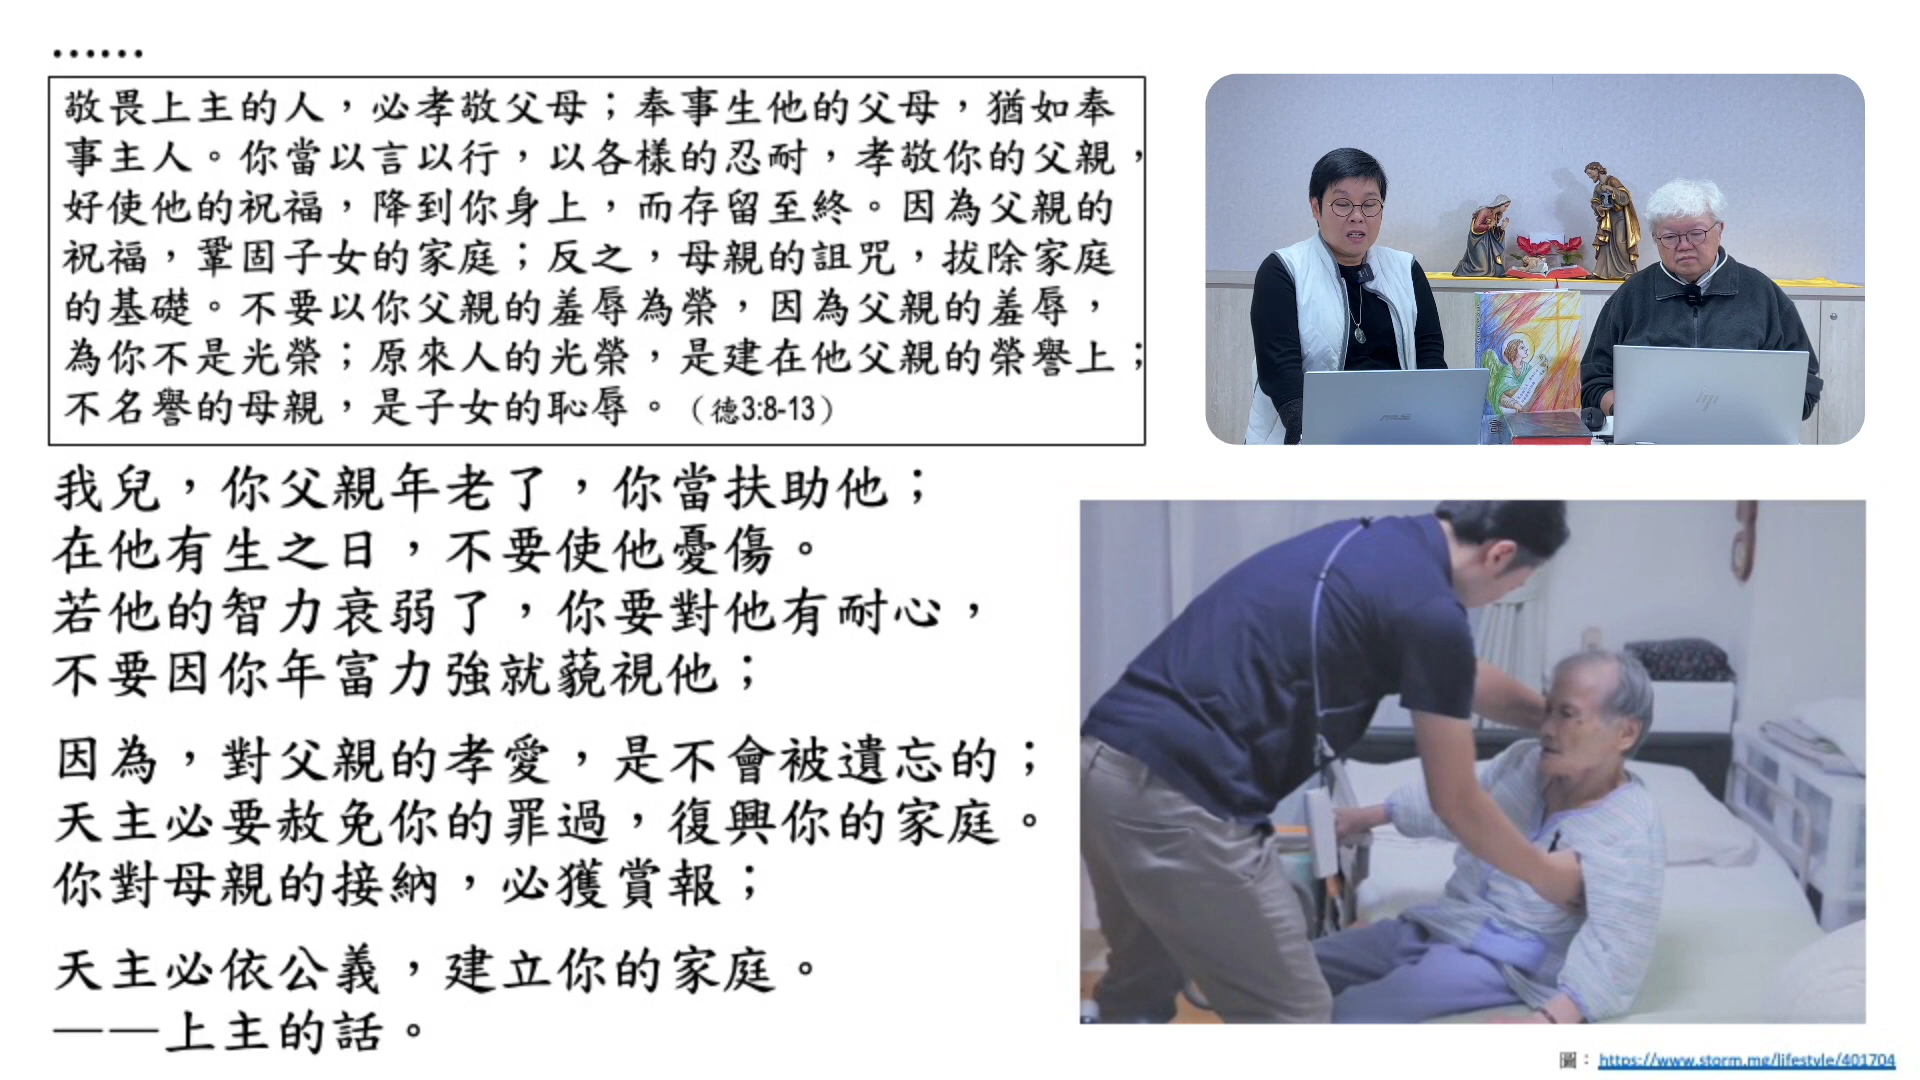 ……
敬畏上主的人，必孝敬父母；奉事生他的父母，猶如奉
事主人。你當以言以行，以各樣的忍耐，孝敬你的父親，
好使他的祝福，降到你身上，而存留至終。因為父親的
祝福，鞏固子女的家庭；反之，母親的詛咒，拔除家庭
的基礎。不要以你父親的羞辱為榮，因為父親的羞辱，
為你不是光榮；原來人的光榮，是建在他父親的榮譽上；
不名譽的母親，是子女的恥辱。（德3:8-13）
我兒，你父親年老了，你當扶助他；
在他有生之日，不要使他憂傷。
若他的智力衰弱了，你要對他有耐心，
不要因你年富力強就藐視他；
因為，對父親的孝愛，是不會被遺忘的；
天主必要赦免你的罪過，復興你的家庭。
你對母親的接納，必獲賞報；
天主必依公義，建立你的家庭。
——上主的話。
ASUS
hp
圖：https://www.storm.mg/lifestyle/401704